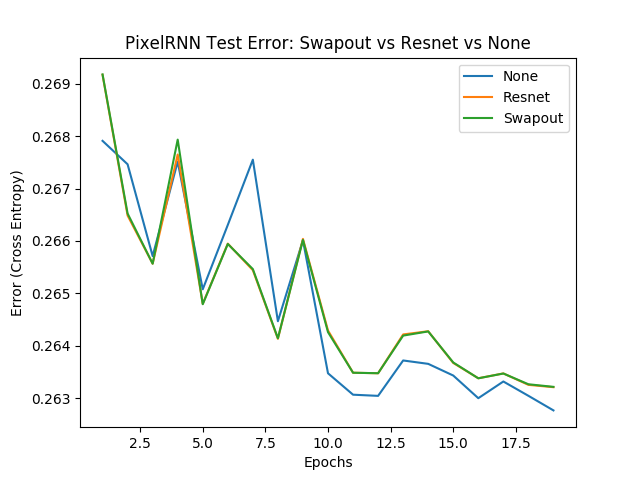 PixelRNN Test Error: Swapout vs Resnet vs None
None
Resnet
Swapout
0.269
0.268
0.267
0.266
0.265
0.264
0.263
Error (Cross Entropy)
2.5 5.0 7.5 10.0 12.5 15.0 17.5
Epochs